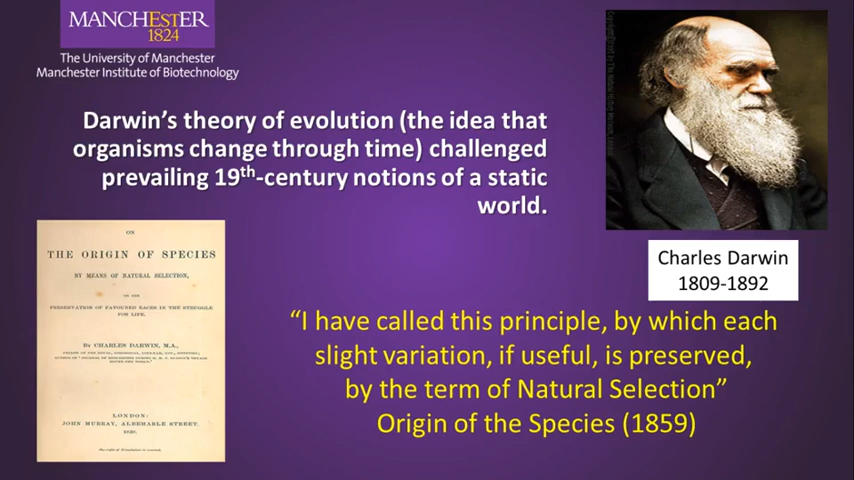 MANCHESTER
1824
The University of Manchester
Manchester Institute of Biotechnology
Darwin's theory of evolution (the idea that
organisms change through time) challenged
prevailing 19th-century notions of a static
world.
Charles Darwin
1809-1892
ON
THE ORIGIN OF SPECIES
BY MEANS OF NATURAL SELECTION,
OR THE
PRESERVATION OF FAVOURED RACES IN THE STRUGGLE
FOR LIFE.
By CHARLES DARWIN, M.A.,
LONDON:
JOHN MURRAY, ALBEMARLE STREET.
1859.
“I have called this principle, by which each
slight variation, if useful, is preserved,
by the term of Natural Selection”
Origin of the Species (1859)